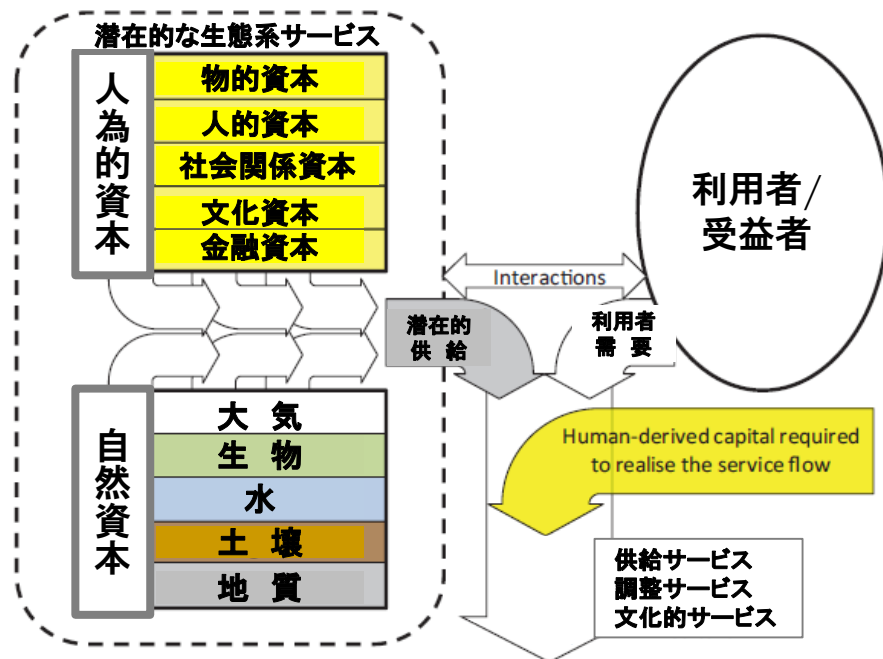 潜在的な生態系サービス
人為的資本
物的資本
人的資本
社会関係資本
文化資本
金融資本
利用者/
受益者
Interactions
潜在的
供 給
利用者
需 要
自然資本
大 気
生 物
水
土 壌
地 質
Human-derived capital required
to realise the service flow
供給サービス
調整サービス
文化的サービス